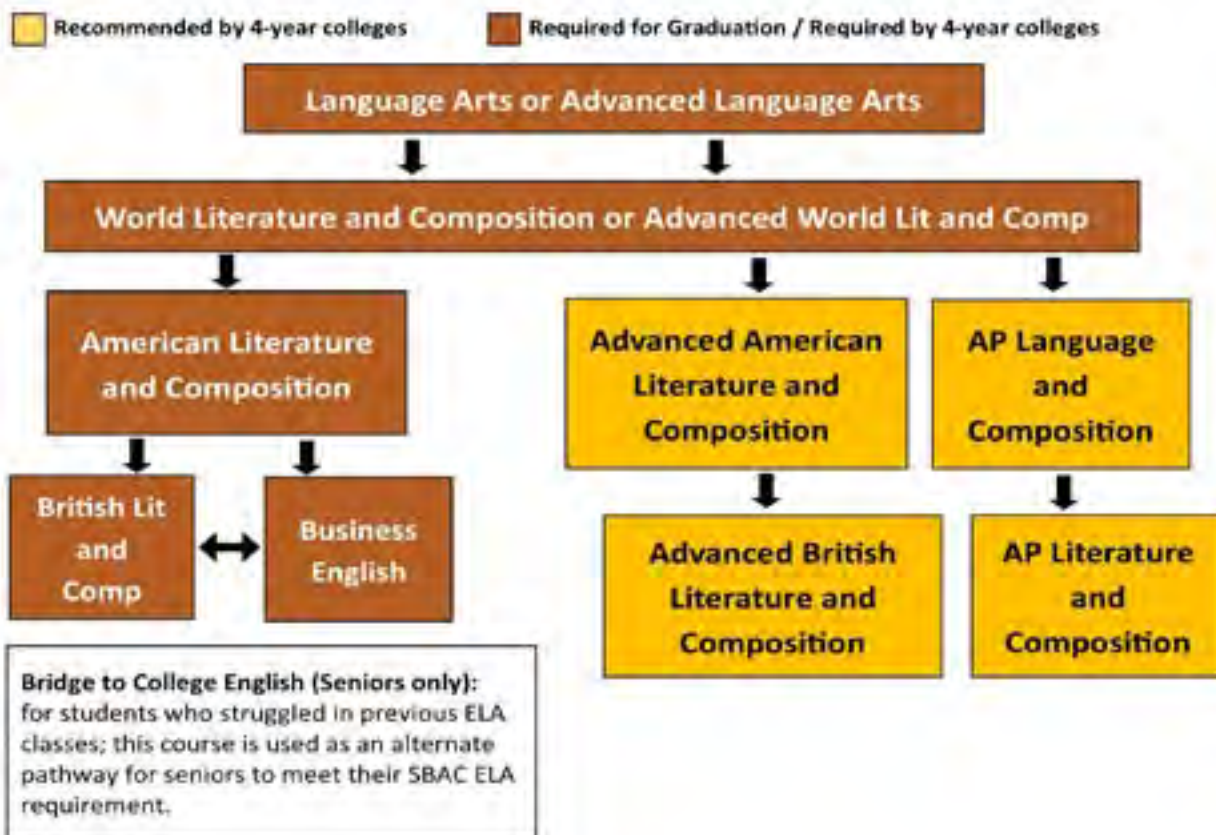 Recommended by 4-year colleges
Required for Graduation / Required by 4-year colleges
Language Arts or Advanced Language Arts
World Literature and Composition or Advanced World Lit and Comp
American Literature
and Composition
Advanced American
Literature and
Composition
AP Language
and
Composition
British Lit
and
Comp
Business
English
Advanced British
Literature and
Composition
AP Literature
and
Composition
Bridge to College English (Seniors only):
for students who struggled in previous ELA
classes; this course is used as an alternate
pathway for seniors to meet their SBAC ELA
requirement.